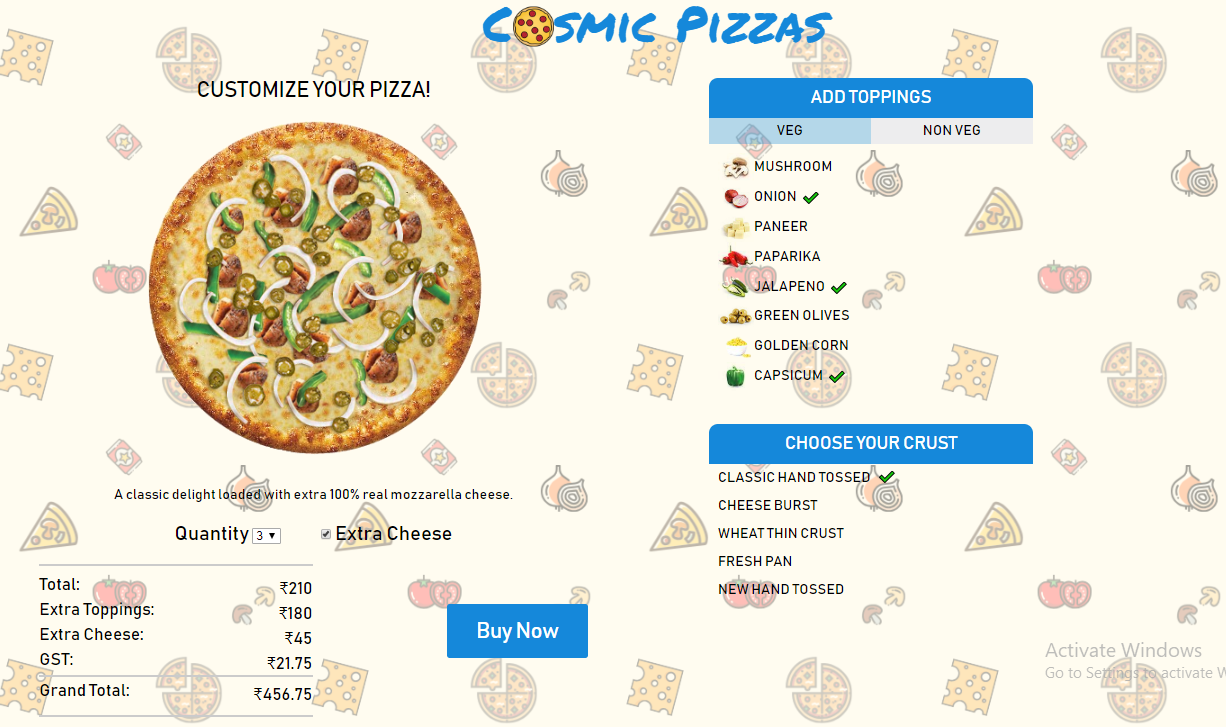 Cosmic Pizzas
CUSTOMIZE YOUR PIZZA!
A classic delight loaded with extra 100% real mozzarella cheese.
Quantity 3 Extra Cheese
Total: ₹210
Extra Toppings: ₹180
Extra Cheese: ₹45
GST: ₹21.75
Grand Total: ₹456.75
Buy Now
ADD TOPPINGS
VEG NON VEG
MUSHROOM
ONION
PANEER
PAPARIKA
JALAPENO
GREEN OLIVES
GOLDEN CORN
CAPSICUM
CHOOSE YOUR CRUST
CLASSIC HAND TOSSED
CHEESE BURST
WHEAT THIN CRUST
FRESH PAN
NEW HAND TOSSED
Activate Windows
Go to Settings to activate W